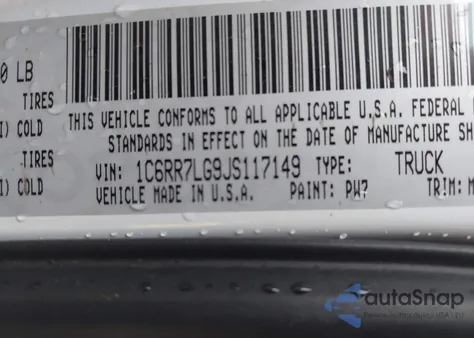 0 LB
TIRES
THIS VEHICLE CONFORMS TO ALL APPLICABLE U.S.A. FEDERAL
I) COLD
STANDARDS IN EFFECT ON THE DATE OF MANUFACTURE SH
TIRES
VIN: 1C6RR7LG9JS117149 TYPE: TRUCK
I) COLD
VEHICLE MADE IN U.S.A. PAINT: PW7 TRIM: M
autaSnap